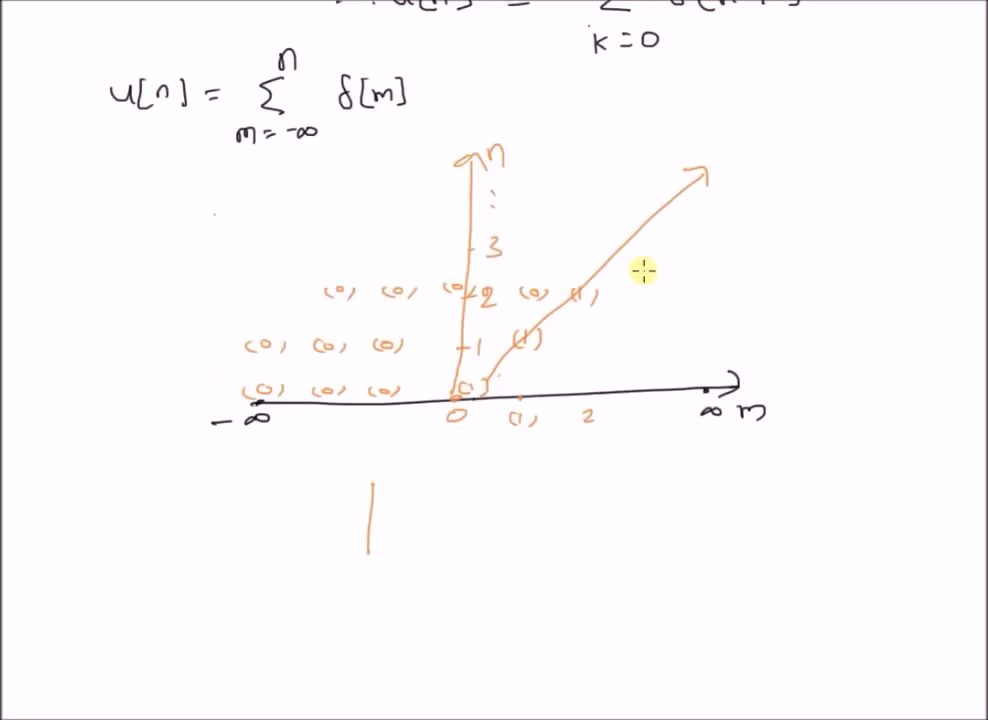 k=0
n
u[n] = Σ δ[m]
m=-∞
n
:
3
(0, (0, (0 2 (0, (1,
(0, (0, (0) 1 (1)
(0, (0, (0, (1)
-∞ 0 (1, 2 ∞ m